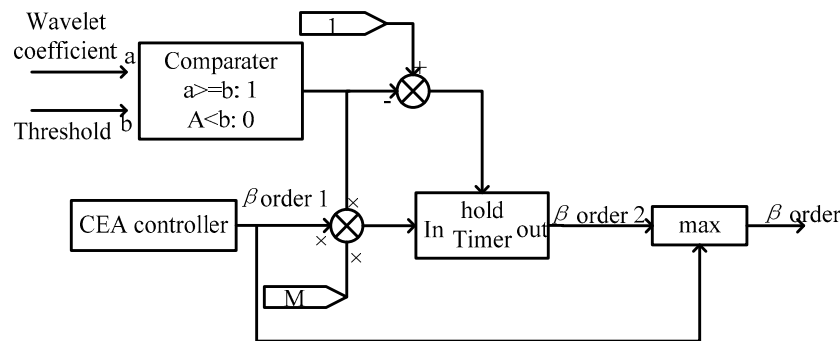 Wavelet
coefficient
a
Threshold
b
Comparater
a>=b: 1
A<b: 0
1
+
-
CEA controller
β order 1
×
×
×
M
hold
In Timer out
β order 2
max
β order